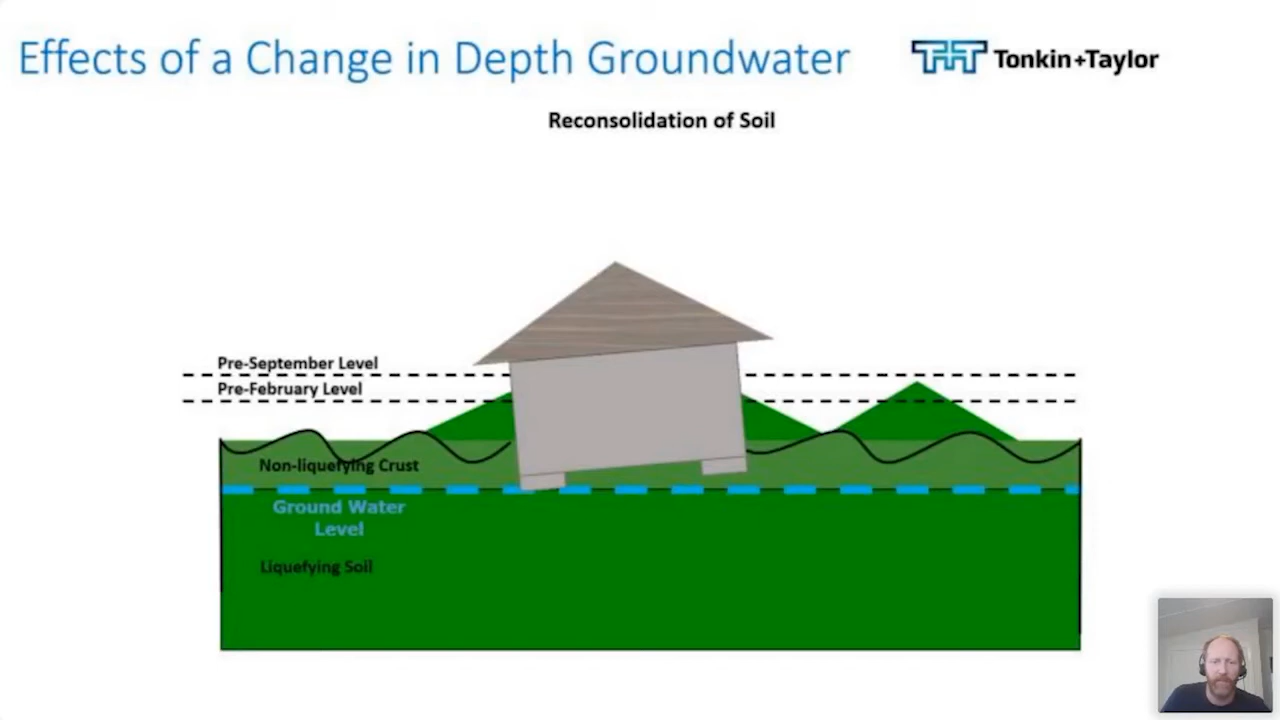 Effects of a Change in Depth Groundwater
T+T Tonkin+Taylor
Reconsolidation of Soil
Pre-September Level
Pre-February Level
Non-liquefying Crust
Ground Water
Level
Liquefying Soil